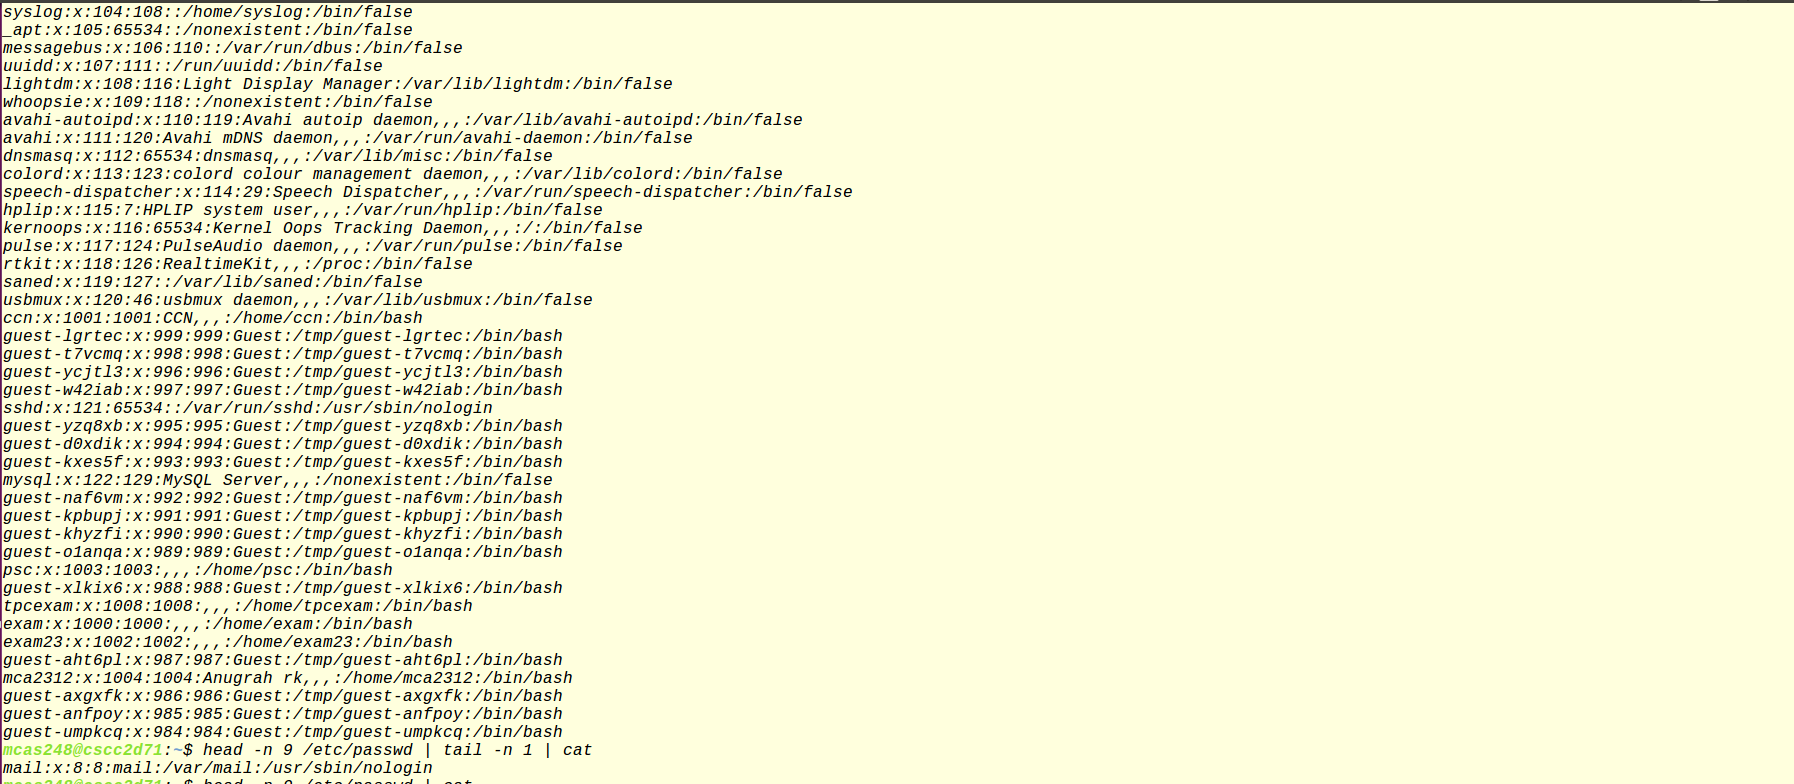 syslog:x:104:108::/home/syslog:/bin/false
_apt:x:105:65534::/nonexistent:/bin/false
messagebus:x:106:110::/var/run/dbus:/bin/false
uuidd:x:107:111::/run/uuidd:/bin/false
lightdm:x:108:116:Light Display Manager:/var/lib/lightdm:/bin/false
whoopsie:x:109:118::/nonexistent:/bin/false
avahi-autoipd:x:110:119:Avahi autoip daemon,,,:/var/lib/avahi-autoipd:/bin/false
avahi:x:111:120:Avahi mDNS daemon,,,:/var/run/avahi-daemon:/bin/false
dnsmasq:x:112:65534:dnsmasq,,,:/var/lib/misc:/bin/false
colord:x:113:123:colord colour management daemon,,,:/var/lib/colord:/bin/false
speech-dispatcher:x:114:29:Speech Dispatcher,,,:/var/run/speech-dispatcher:/bin/false
hplip:x:115:7:HPLIP system user,,,:/var/run/hplip:/bin/false
kernoops:x:116:65534:Kernel Oops Tracking Daemon,,,:/:/bin/false
pulse:x:117:124:PulseAudio daemon,,,:/var/run/pulse:/bin/false
rtkit:x:118:126:RealtimeKit,,,:/proc:/bin/false
saned:x:119:127::/var/lib/saned:/bin/false
usbmux:x:120:46:usbmux daemon,,,:/var/lib/usbmux:/bin/false
ccn:x:1001:1001:CCN,,,:/home/ccn:/bin/bash
guest-lgrtec:x:999:999:Guest:/tmp/guest-lgrtec:/bin/bash
guest-t7vcmq:x:998:998:Guest:/tmp/guest-t7vcmq:/bin/bash
guest-ycjtl3:x:996:996:Guest:/tmp/guest-ycjtl3:/bin/bash
guest-w42iab:x:997:997:Guest:/tmp/guest-w42iab:/bin/bash
sshd:x:121:65534::/var/run/sshd:/usr/sbin/nologin
guest-yzq8xb:x:995:995:Guest:/tmp/guest-yzq8xb:/bin/bash
guest-d0xdik:x:994:994:Guest:/tmp/guest-d0xdik:/bin/bash
guest-kxes5f:x:993:993:Guest:/tmp/guest-kxes5f:/bin/bash
mysql:x:122:129:MySQL Server,,,:/nonexistent:/bin/false
guest-naf6vm:x:992:992:Guest:/tmp/guest-naf6vm:/bin/bash
guest-kpbupj:x:991:991:Guest:/tmp/guest-kpbupj:/bin/bash
guest-khyzfi:x:990:990:Guest:/tmp/guest-khyzfi:/bin/bash
guest-o1anqa:x:989:989:Guest:/tmp/guest-o1anqa:/bin/bash
psc:x:1003:1003:,,,:/home/psc:/bin/bash
guest-xlkix6:x:988:988:Guest:/tmp/guest-xlkix6:/bin/bash
tpcexam:x:1008:1008:,,,:/home/tpcexam:/bin/bash
exam:x:1000:1000:,,,:/home/exam:/bin/bash
exam23:x:1002:1002:,,,:/home/exam23:/bin/bash
guest-aht6pl:x:987:987:Guest:/tmp/guest-aht6pl:/bin/bash
mca2312:x:1004:1004:Anugrah rk,,,:/home/mca2312:/bin/bash
guest-axgxfk:x:986:986:Guest:/tmp/guest-axgxfk:/bin/bash
guest-anfpoy:x:985:985:Guest:/tmp/guest-anfpoy:/bin/bash
guest-umpkcq:x:984:984:Guest:/tmp/guest-umpkcq:/bin/bash
mcas248@cscc2d71:~$ head -n 9 /etc/passwd | tail -n 1 | cat
mail:x:8:8:mail:/var/mail:/usr/sbin/nologin